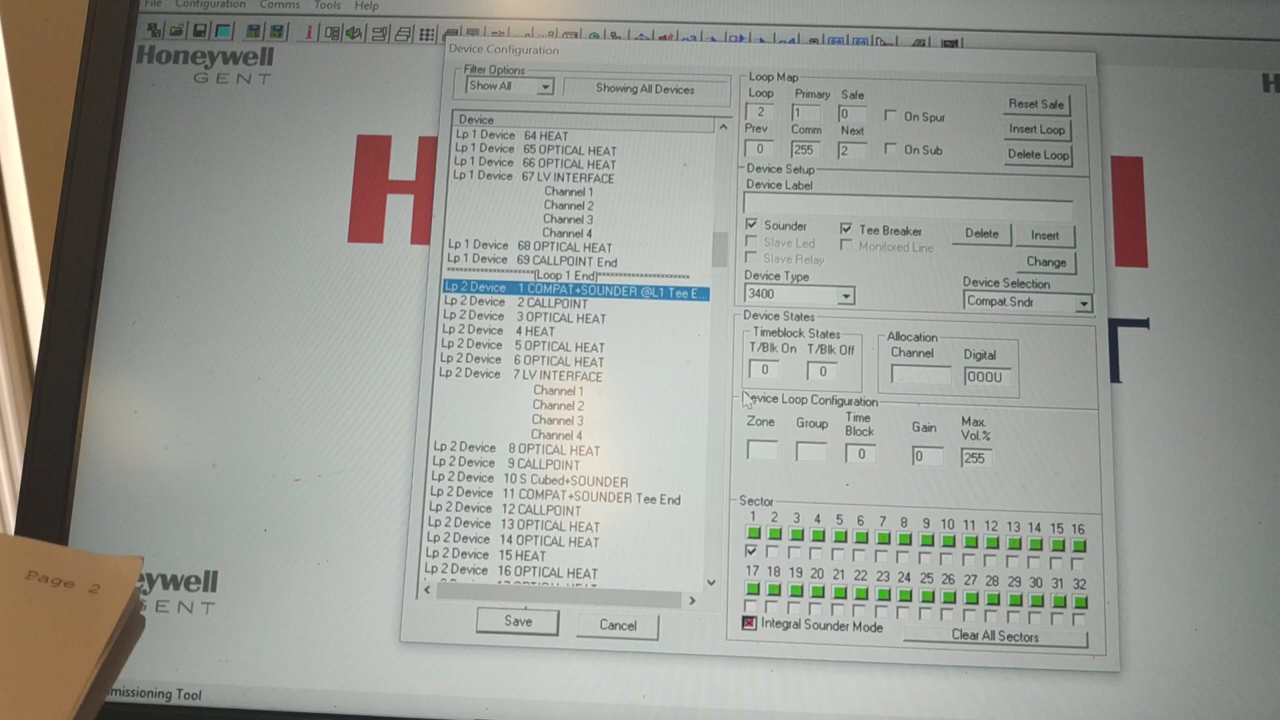 File Configuration Comms Tools Help
Honeywell
GENT
H
Device Configuration
Filter Options
Show All
Showing All Devices
Device
Lp 1 Device 64 HEAT
Lp 1 Device 65 OPTICAL HEAT
Lp 1 Device 66 OPTICAL HEAT
Lp 1 Device 67 LV INTERFACE
Channel 1
Channel 2
Channel 3
Channel 4
Lp 1 Device 68 OPTICAL HEAT
Lp 1 Device 69 CALLPOINT End
(Loop 1 End)
Lp 2 Device 1 COMPAT+SOUNDER @L1 Tee E...
Lp 2 Device 2 CALLPOINT
Lp 2 Device 3 OPTICAL HEAT
Lp 2 Device 4 HEAT
Lp 2 Device 5 OPTICAL HEAT
Lp 2 Device 6 OPTICAL HEAT
Lp 2 Device 7 LV INTERFACE
Channel 1
Channel 2
Channel 3
Channel 4
Lp 2 Device 8 OPTICAL HEAT
Lp 2 Device 9 CALLPOINT
Lp 2 Device 10 S Cubed+SOUNDER
Lp 2 Device 11 COMPAT+SOUNDER Tee End
Lp 2 Device 12 CALLPOINT
Lp 2 Device 13 OPTICAL HEAT
Lp 2 Device 14 OPTICAL HEAT
Lp 2 Device 15 HEAT
Lp 2 Device 16 OPTICAL HEAT
Save Cancel
Loop Map
Loop Primary Safe
2 1 0 On Spur
Prev Comm Next
0 255 2 On Sub
Reset Safe
Insert Loop
Delete Loop
Device Setup
Device Label
Sounder Tee Breaker Delete Insert
Slave Led Monitored Line
Slave Relay Change
Device Type Device Selection
3400 Compat.Sndr
Device States
Timeblock States
T/Blk On T/Blk Off
0 0
Allocation
Channel Digital
000U
Device Loop Configuration
Zone Group Time Block Gain Max. Vol.%
0 0 255
Sector
1 2 3 4 5 6 7 8 9 10 11 12 13 14 15 16
17 18 19 20 21 22 23 24 25 26 27 28 29 30 31 32
Integral Sounder Mode Clear All Sectors
H
T
Page 2
eywell
GENT
missioning Tool